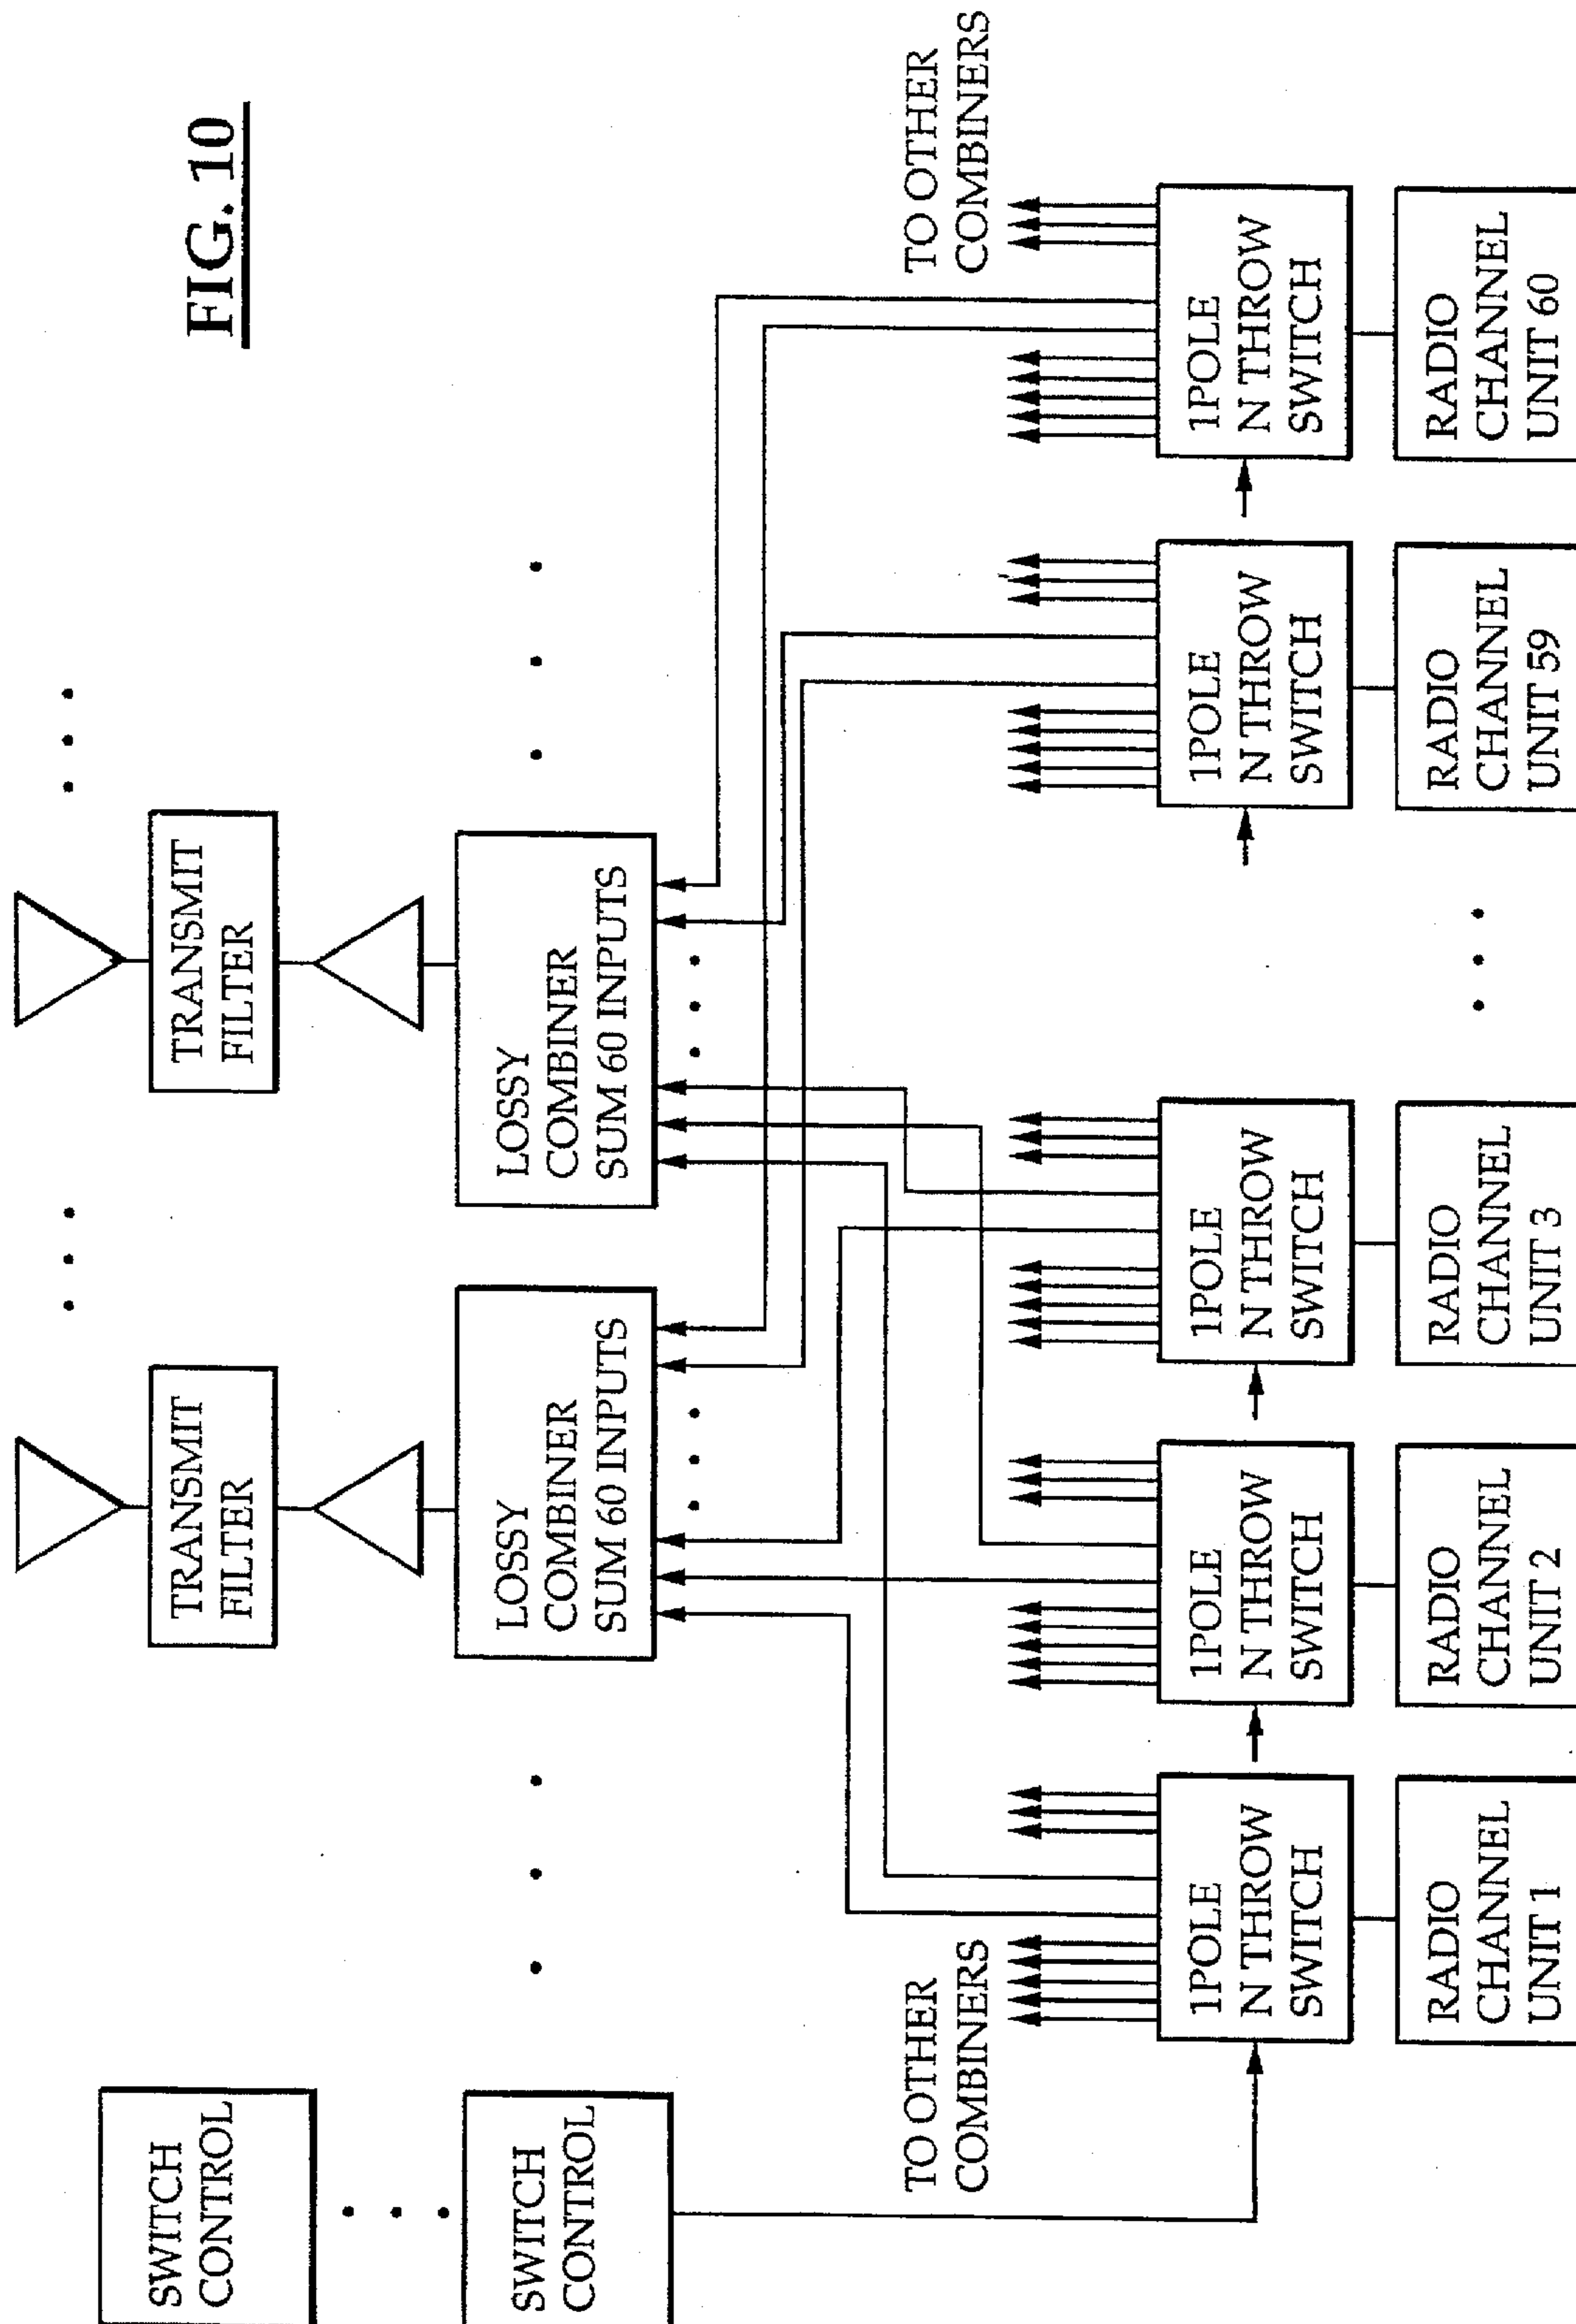 FIG. 10
SWITCH
CONTROL
SWITCH
CONTROL
TRANSMIT
FILTER
TRANSMIT
FILTER
LOSSY
COMBINER
SUM 60 INPUTS
LOSSY
COMBINER
SUM 60 INPUTS
TO OTHER
COMBINERS
TO OTHER
COMBINERS
1POLE
N THROW
SWITCH
1POLE
N THROW
SWITCH
1POLE
N THROW
SWITCH
1POLE
N THROW
SWITCH
1POLE
N THROW
SWITCH
RADIO
CHANNEL
UNIT 1
RADIO
CHANNEL
UNIT 2
RADIO
CHANNEL
UNIT 3
RADIO
CHANNEL
UNIT 59
RADIO
CHANNEL
UNIT 60